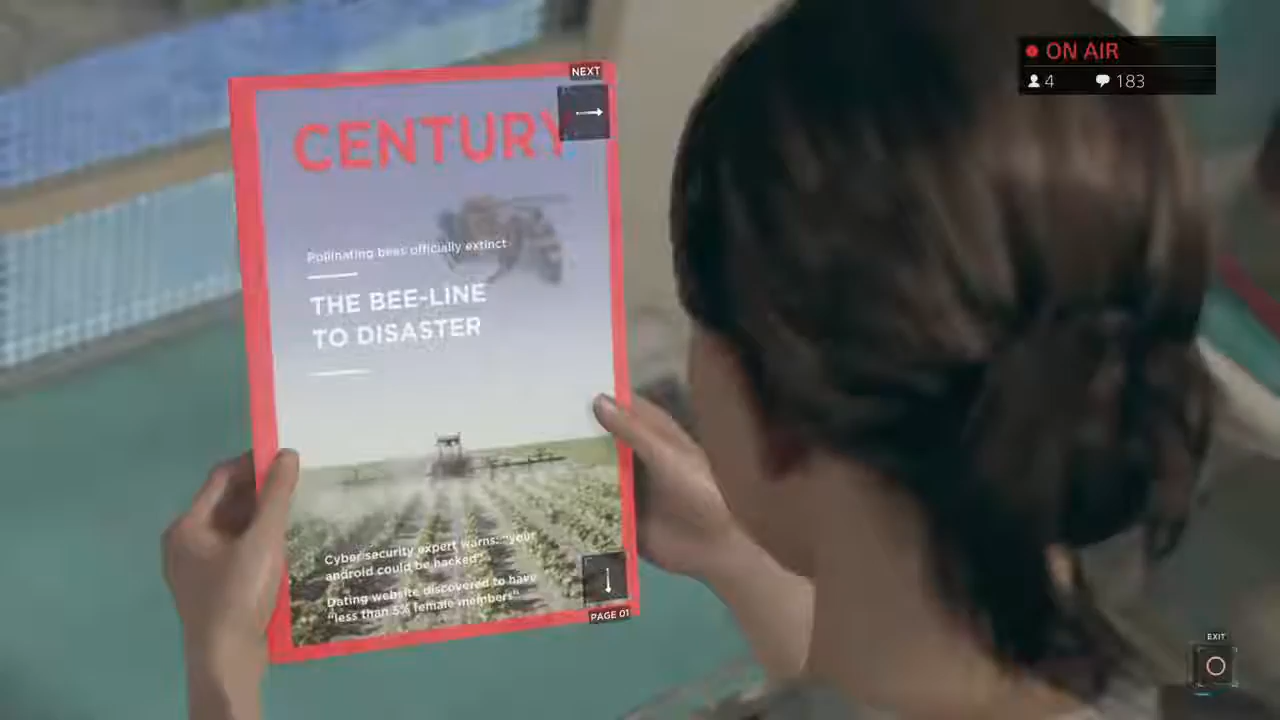 ON AIR
4 183
NEXT
CENTURY
Pollinating bees officially extinct
THE BEE-LINE
TO DISASTER
Cyber security expert warns: "your
android could be hacked"
Dating website discovered to have
"less than 5% female members"
PAGE 01
EXIT